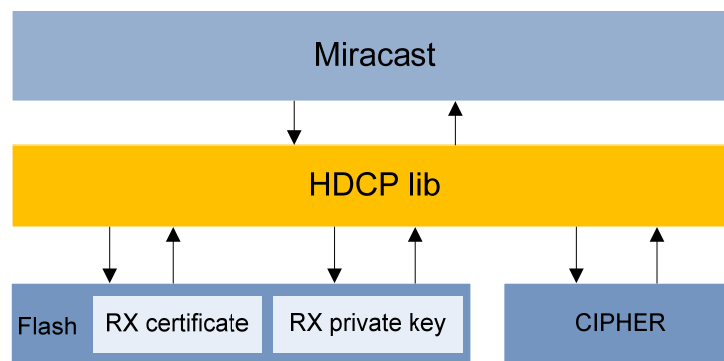 Miracast
HDCP lib
Flash
RX certificate
RX private key
CIPHER